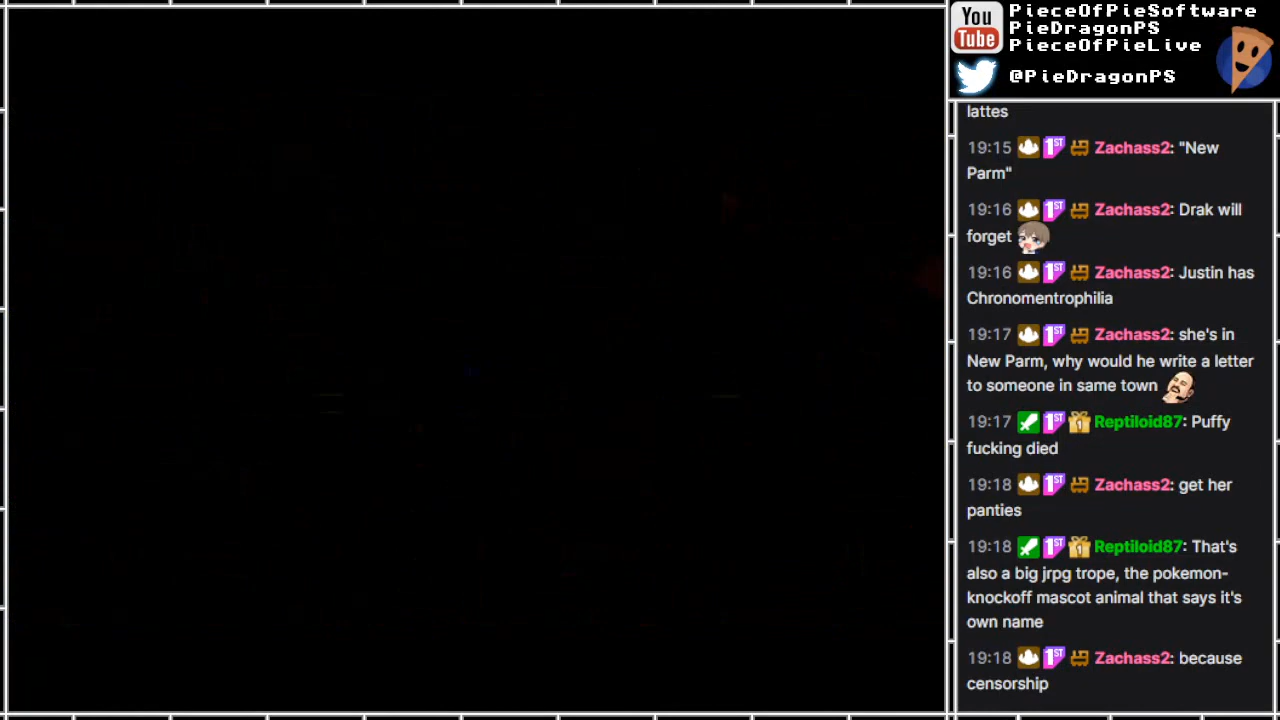 You
Tube
PieceOfPieSoftware
PieDragonPS
PieceOfPieLive
@PieDragonPS
lattes
19:15 1ST Zachass2: "New
Parm"
19:16 1ST Zachass2: Drak will
forget
19:16 1ST Zachass2: Justin has
Chronomentrophilia
19:17 1ST Zachass2: she's in
New Parm, why would he write a letter
to someone in same town
19:17 1ST 1 Reptiloid87: Puffy
fucking died
19:18 1ST Zachass2: get her
panties
19:18 1ST 1 Reptiloid87: That's
also a big jrpg trope, the pokemon-
knockoff mascot animal that says it's
own name
19:18 1ST Zachass2: because
censorship